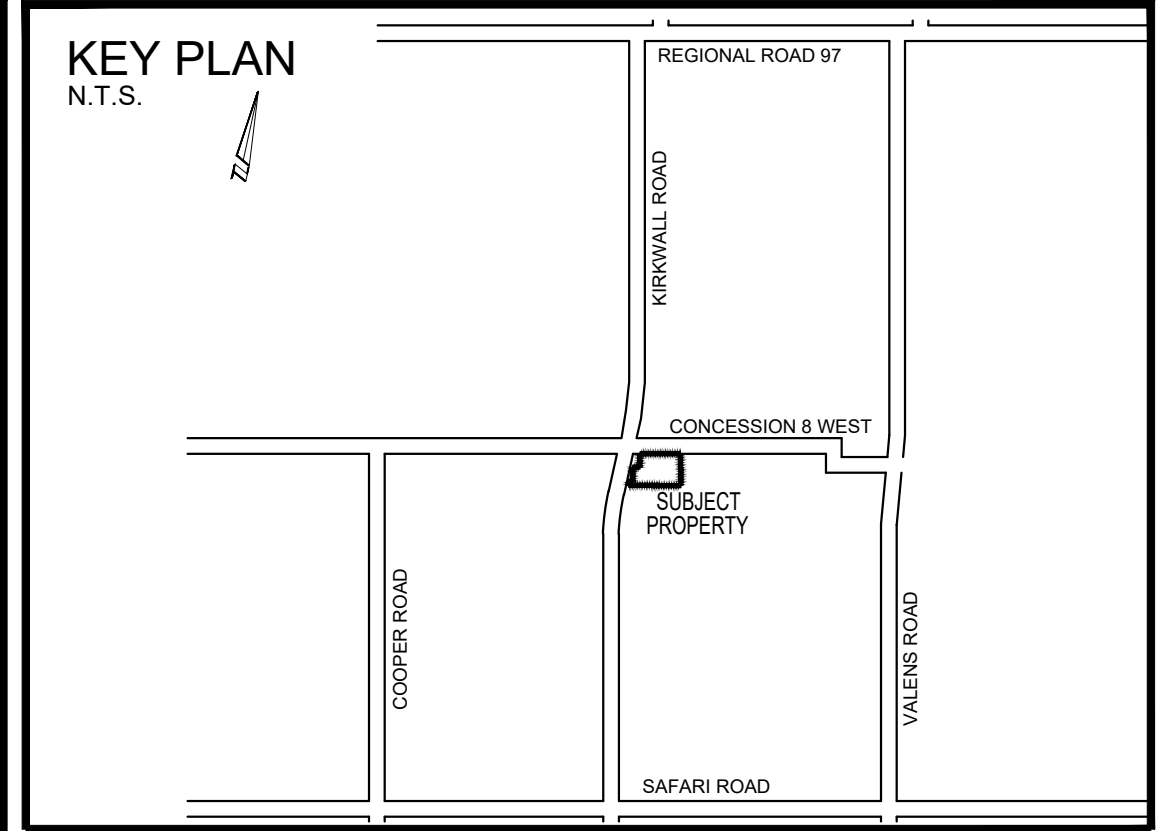 KEY PLAN
N.T.S.
REGIONAL ROAD 97
KIRKWALL ROAD
CONCESSION 8 WEST
SUBJECT
PROPERTY
COOPER ROAD
VALENS ROAD
SAFARI ROAD